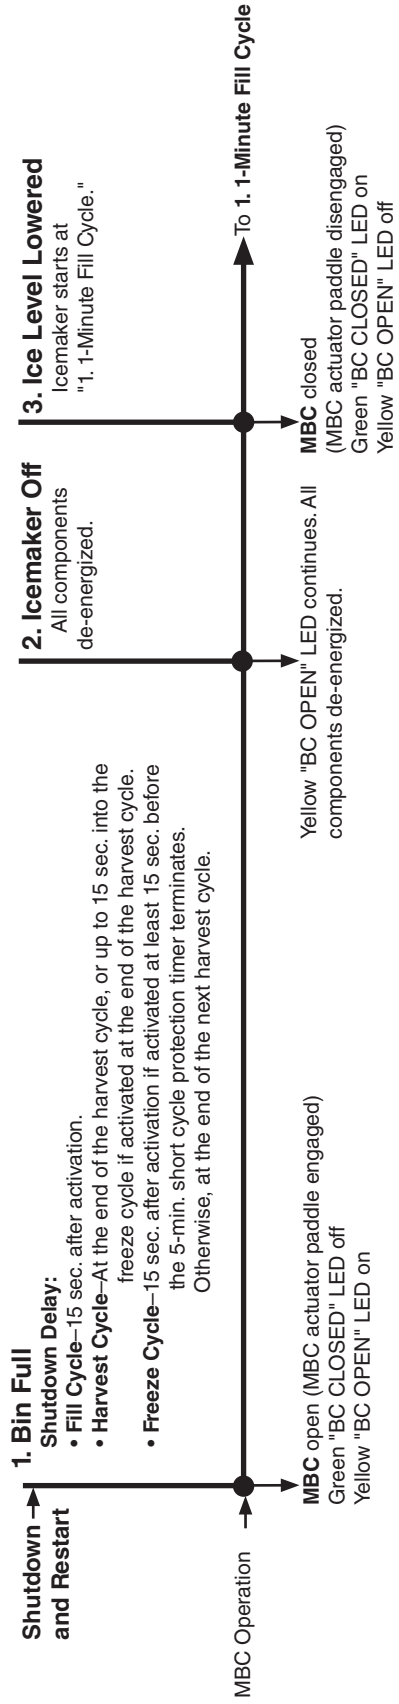 Shutdown
and Restart
1. Bin Full
Shutdown Delay:
• Fill Cycle–15 sec. after activation.
• Harvest Cycle–At the end of the harvest cycle, or up to 15 sec. into the
freeze cycle if activated at the end of the harvest cycle.
• Freeze Cycle–15 sec. after activation if activated at least 15 sec. before
the 5-min. short cycle protection timer terminates.
Otherwise, at the end of the next harvest cycle.
2. Icemaker Off
All components
de-energized.
3. Ice Level Lowered
Icemaker starts at
"1. 1-Minute Fill Cycle."
MBC Operation
To 1. 1-Minute Fill Cycle
MBC open (MBC actuator paddle engaged)
Green "BC CLOSED" LED off
Yellow "BC OPEN" LED on
Yellow "BC OPEN" LED continues. All
components de-energized.
MBC closed
(MBC actuator paddle disengaged)
Green "BC CLOSED" LED on
Yellow "BC OPEN" LED off